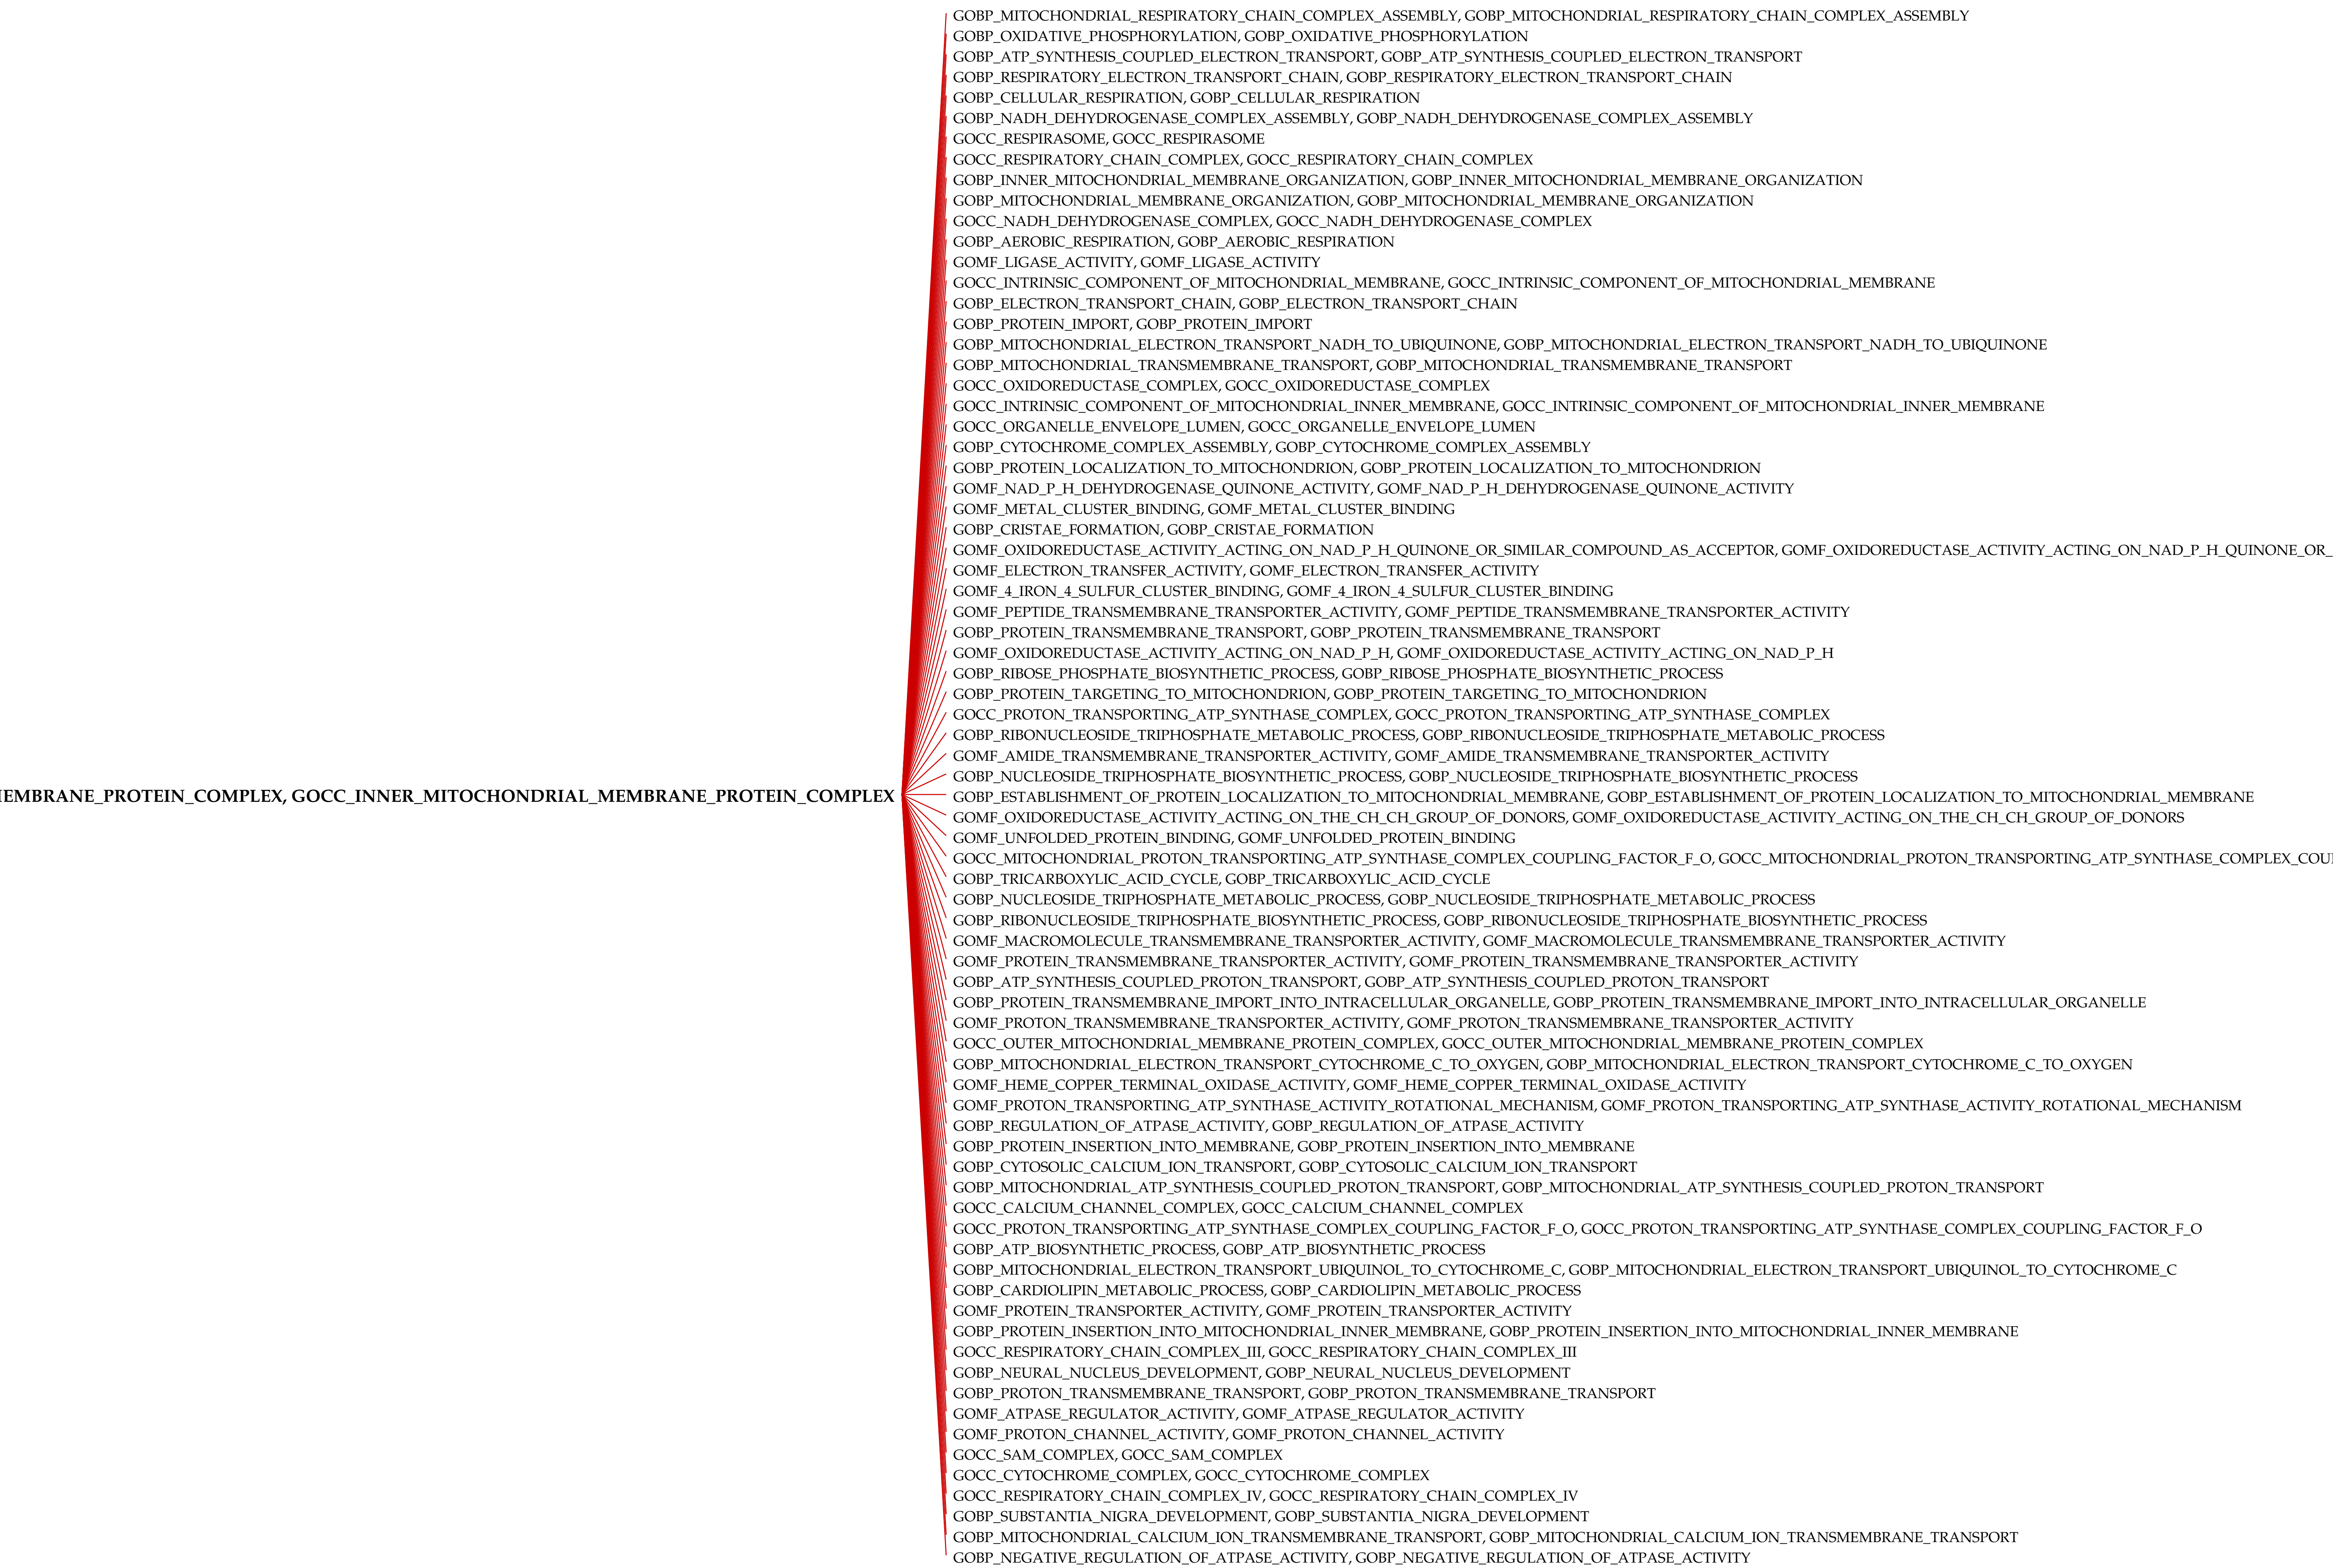 GOBP_MITOCHONDRIAL_RESPIRATORY_CHAIN_COMPLEX_ASSEMBLY, GOBP_MITOCHONDRIAL_RESPIRATORY_CHAIN_COMPLEX_ASSEMBLY
GOBP_OXIDATIVE_PHOSPHORYLATION, GOBP_OXIDATIVE_PHOSPHORYLATION
GOBP_ATP_SYNTHESIS_COUPLED_ELECTRON_TRANSPORT, GOBP_ATP_SYNTHESIS_COUPLED_ELECTRON_TRANSPORT
GOBP_RESPIRATORY_ELECTRON_TRANSPORT_CHAIN, GOBP_RESPIRATORY_ELECTRON_TRANSPORT_CHAIN
GOBP_CELLULAR_RESPIRATION, GOBP_CELLULAR_RESPIRATION
GOBP_NADH_DEHYDROGENASE_COMPLEX_ASSEMBLY, GOBP_NADH_DEHYDROGENASE_COMPLEX_ASSEMBLY
GOCC_RESPIRASOME, GOCC_RESPIRASOME
GOCC_RESPIRATORY_CHAIN_COMPLEX, GOCC_RESPIRATORY_CHAIN_COMPLEX
GOBP_INNER_MITOCHONDRIAL_MEMBRANE_ORGANIZATION, GOBP_INNER_MITOCHONDRIAL_MEMBRANE_ORGANIZATION
GOBP_MITOCHONDRIAL_MEMBRANE_ORGANIZATION, GOBP_MITOCHONDRIAL_MEMBRANE_ORGANIZATION
GOCC_NADH_DEHYDROGENASE_COMPLEX, GOCC_NADH_DEHYDROGENASE_COMPLEX
GOBP_AEROBIC_RESPIRATION, GOBP_AEROBIC_RESPIRATION
GOMF_LIGASE_ACTIVITY, GOMF_LIGASE_ACTIVITY
GOCC_INTRINSIC_COMPONENT_OF_MITOCHONDRIAL_MEMBRANE, GOCC_INTRINSIC_COMPONENT_OF_MITOCHONDRIAL_MEMBRANE
GOBP_ELECTRON_TRANSPORT_CHAIN, GOBP_ELECTRON_TRANSPORT_CHAIN
GOBP_PROTEIN_IMPORT, GOBP_PROTEIN_IMPORT
GOBP_MITOCHONDRIAL_ELECTRON_TRANSPORT_NADH_TO_UBIQUINONE, GOBP_MITOCHONDRIAL_ELECTRON_TRANSPORT_NADH_TO_UBIQUINONE
GOBP_MITOCHONDRIAL_TRANSMEMBRANE_TRANSPORT, GOBP_MITOCHONDRIAL_TRANSMEMBRANE_TRANSPORT
GOCC_OXIDOREDUCTASE_COMPLEX, GOCC_OXIDOREDUCTASE_COMPLEX
GOCC_INTRINSIC_COMPONENT_OF_MITOCHONDRIAL_INNER_MEMBRANE, GOCC_INTRINSIC_COMPONENT_OF_MITOCHONDRIAL_INNER_MEMBRANE
GOCC_ORGANELLE_ENVELOPE_LUMEN, GOCC_ORGANELLE_ENVELOPE_LUMEN
GOBP_CYTOCHROME_COMPLEX_ASSEMBLY, GOBP_CYTOCHROME_COMPLEX_ASSEMBLY
GOBP_PROTEIN_LOCALIZATION_TO_MITOCHONDRION, GOBP_PROTEIN_LOCALIZATION_TO_MITOCHONDRION
GOMF_NAD_P_H_DEHYDROGENASE_QUINONE_ACTIVITY, GOMF_NAD_P_H_DEHYDROGENASE_QUINONE_ACTIVITY
GOMF_METAL_CLUSTER_BINDING, GOMF_METAL_CLUSTER_BINDING
GOBP_CRISTAE_FORMATION, GOBP_CRISTAE_FORMATION
GOMF_OXIDOREDUCTASE_ACTIVITY_ACTING_ON_NAD_P_H_QUINONE_OR_SIMILAR_COMPOUND_AS_ACCEPTOR, GOMF_OXIDOREDUCTASE_ACTIVITY_ACTING_ON_NAD_P_H_QUINONE_OR_
GOMF_ELECTRON_TRANSFER_ACTIVITY, GOMF_ELECTRON_TRANSFER_ACTIVITY
GOMF_4_IRON_4_SULFUR_CLUSTER_BINDING, GOMF_4_IRON_4_SULFUR_CLUSTER_BINDING
GOMF_PEPTIDE_TRANSMEMBRANE_TRANSPORTER_ACTIVITY, GOMF_PEPTIDE_TRANSMEMBRANE_TRANSPORTER_ACTIVITY
GOBP_PROTEIN_TRANSMEMBRANE_TRANSPORT, GOBP_PROTEIN_TRANSMEMBRANE_TRANSPORT
GOMF_OXIDOREDUCTASE_ACTIVITY_ACTING_ON_NAD_P_H, GOMF_OXIDOREDUCTASE_ACTIVITY_ACTING_ON_NAD_P_H
GOBP_RIBOSE_PHOSPHATE_BIOSYNTHETIC_PROCESS, GOBP_RIBOSE_PHOSPHATE_BIOSYNTHETIC_PROCESS
GOBP_PROTEIN_TARGETING_TO_MITOCHONDRION, GOBP_PROTEIN_TARGETING_TO_MITOCHONDRION
GOCC_PROTON_TRANSPORTING_ATP_SYNTHASE_COMPLEX, GOCC_PROTON_TRANSPORTING_ATP_SYNTHASE_COMPLEX
GOBP_RIBONUCLEOSIDE_TRIPHOSPHATE_METABOLIC_PROCESS, GOBP_RIBONUCLEOSIDE_TRIPHOSPHATE_METABOLIC_PROCESS
GOMF_AMIDE_TRANSMEMBRANE_TRANSPORTER_ACTIVITY, GOMF_AMIDE_TRANSMEMBRANE_TRANSPORTER_ACTIVITY
GOBP_NUCLEOSIDE_TRIPHOSPHATE_BIOSYNTHETIC_PROCESS, GOBP_NUCLEOSIDE_TRIPHOSPHATE_BIOSYNTHETIC_PROCESS
EMBRANE_PROTEIN_COMPLEX, GOCC_INNER_MITOCHONDRIAL_MEMBRANE_PROTEIN_COMPLEX
GOBP_ESTABLISHMENT_OF_PROTEIN_LOCALIZATION_TO_MITOCHONDRIAL_MEMBRANE, GOBP_ESTABLISHMENT_OF_PROTEIN_LOCALIZATION_TO_MITOCHONDRIAL_MEMBRANE
GOMF_OXIDOREDUCTASE_ACTIVITY_ACTING_ON_THE_CH_CH_GROUP_OF_DONORS, GOMF_OXIDOREDUCTASE_ACTIVITY_ACTING_ON_THE_CH_CH_GROUP_OF_DONORS
GOMF_UNFOLDED_PROTEIN_BINDING, GOMF_UNFOLDED_PROTEIN_BINDING
GOCC_MITOCHONDRIAL_PROTON_TRANSPORTING_ATP_SYNTHASE_COMPLEX_COUPLING_FACTOR_F_O, GOCC_MITOCHONDRIAL_PROTON_TRANSPORTING_ATP_SYNTHASE_COMPLEX_COU
GOBP_TRICARBOXYLIC_ACID_CYCLE, GOBP_TRICARBOXYLIC_ACID_CYCLE
GOBP_NUCLEOSIDE_TRIPHOSPHATE_METABOLIC_PROCESS, GOBP_NUCLEOSIDE_TRIPHOSPHATE_METABOLIC_PROCESS
GOBP_RIBONUCLEOSIDE_TRIPHOSPHATE_BIOSYNTHETIC_PROCESS, GOBP_RIBONUCLEOSIDE_TRIPHOSPHATE_BIOSYNTHETIC_PROCESS
GOMF_MACROMOLECULE_TRANSMEMBRANE_TRANSPORTER_ACTIVITY, GOMF_MACROMOLECULE_TRANSMEMBRANE_TRANSPORTER_ACTIVITY
GOMF_PROTEIN_TRANSMEMBRANE_TRANSPORTER_ACTIVITY, GOMF_PROTEIN_TRANSMEMBRANE_TRANSPORTER_ACTIVITY
GOBP_ATP_SYNTHESIS_COUPLED_PROTON_TRANSPORT, GOBP_ATP_SYNTHESIS_COUPLED_PROTON_TRANSPORT
GOBP_PROTEIN_TRANSMEMBRANE_IMPORT_INTO_INTRACELLULAR_ORGANELLE, GOBP_PROTEIN_TRANSMEMBRANE_IMPORT_INTO_INTRACELLULAR_ORGANELLE
GOMF_PROTON_TRANSMEMBRANE_TRANSPORTER_ACTIVITY, GOMF_PROTON_TRANSMEMBRANE_TRANSPORTER_ACTIVITY
GOCC_OUTER_MITOCHONDRIAL_MEMBRANE_PROTEIN_COMPLEX, GOCC_OUTER_MITOCHONDRIAL_MEMBRANE_PROTEIN_COMPLEX
GOBP_MITOCHONDRIAL_ELECTRON_TRANSPORT_CYTOCHROME_C_TO_OXYGEN, GOBP_MITOCHONDRIAL_ELECTRON_TRANSPORT_CYTOCHROME_C_TO_OXYGEN
GOMF_HEME_COPPER_TERMINAL_OXIDASE_ACTIVITY, GOMF_HEME_COPPER_TERMINAL_OXIDASE_ACTIVITY
GOMF_PROTON_TRANSPORTING_ATP_SYNTHASE_ACTIVITY_ROTATIONAL_MECHANISM, GOMF_PROTON_TRANSPORTING_ATP_SYNTHASE_ACTIVITY_ROTATIONAL_MECHANISM
GOBP_REGULATION_OF_ATPASE_ACTIVITY, GOBP_REGULATION_OF_ATPASE_ACTIVITY
GOBP_PROTEIN_INSERTION_INTO_MEMBRANE, GOBP_PROTEIN_INSERTION_INTO_MEMBRANE
GOBP_CYTOSOLIC_CALCIUM_ION_TRANSPORT, GOBP_CYTOSOLIC_CALCIUM_ION_TRANSPORT
GOBP_MITOCHONDRIAL_ATP_SYNTHESIS_COUPLED_PROTON_TRANSPORT, GOBP_MITOCHONDRIAL_ATP_SYNTHESIS_COUPLED_PROTON_TRANSPORT
GOCC_CALCIUM_CHANNEL_COMPLEX, GOCC_CALCIUM_CHANNEL_COMPLEX
GOCC_PROTON_TRANSPORTING_ATP_SYNTHASE_COMPLEX_COUPLING_FACTOR_F_O, GOCC_PROTON_TRANSPORTING_ATP_SYNTHASE_COMPLEX_COUPLING_FACTOR_F_O
GOBP_ATP_BIOSYNTHETIC_PROCESS, GOBP_ATP_BIOSYNTHETIC_PROCESS
GOBP_MITOCHONDRIAL_ELECTRON_TRANSPORT_UBIQUINOL_TO_CYTOCHROME_C, GOBP_MITOCHONDRIAL_ELECTRON_TRANSPORT_UBIQUINOL_TO_CYTOCHROME_C
GOBP_CARDIOLIPIN_METABOLIC_PROCESS, GOBP_CARDIOLIPIN_METABOLIC_PROCESS
GOMF_PROTEIN_TRANSPORTER_ACTIVITY, GOMF_PROTEIN_TRANSPORTER_ACTIVITY
GOBP_PROTEIN_INSERTION_INTO_MITOCHONDRIAL_INNER_MEMBRANE, GOBP_PROTEIN_INSERTION_INTO_MITOCHONDRIAL_INNER_MEMBRANE
GOCC_RESPIRATORY_CHAIN_COMPLEX_III, GOCC_RESPIRATORY_CHAIN_COMPLEX_III
GOBP_NEURAL_NUCLEUS_DEVELOPMENT, GOBP_NEURAL_NUCLEUS_DEVELOPMENT
GOBP_PROTON_TRANSMEMBRANE_TRANSPORT, GOBP_PROTON_TRANSMEMBRANE_TRANSPORT
GOMF_ATPASE_REGULATOR_ACTIVITY, GOMF_ATPASE_REGULATOR_ACTIVITY
GOMF_PROTON_CHANNEL_ACTIVITY, GOMF_PROTON_CHANNEL_ACTIVITY
GOCC_SAM_COMPLEX, GOCC_SAM_COMPLEX
GOCC_CYTOCHROME_COMPLEX, GOCC_CYTOCHROME_COMPLEX
GOCC_RESPIRATORY_CHAIN_COMPLEX_IV, GOCC_RESPIRATORY_CHAIN_COMPLEX_IV
GOBP_SUBSTANTIA_NIGRA_DEVELOPMENT, GOBP_SUBSTANTIA_NIGRA_DEVELOPMENT
GOBP_MITOCHONDRIAL_CALCIUM_ION_TRANSMEMBRANE_TRANSPORT, GOBP_MITOCHONDRIAL_CALCIUM_ION_TRANSMEMBRANE_TRANSPORT
GOBP_NEGATIVE_REGULATION_OF_ATPASE_ACTIVITY, GOBP_NEGATIVE_REGULATION_OF_ATPASE_ACTIVITY